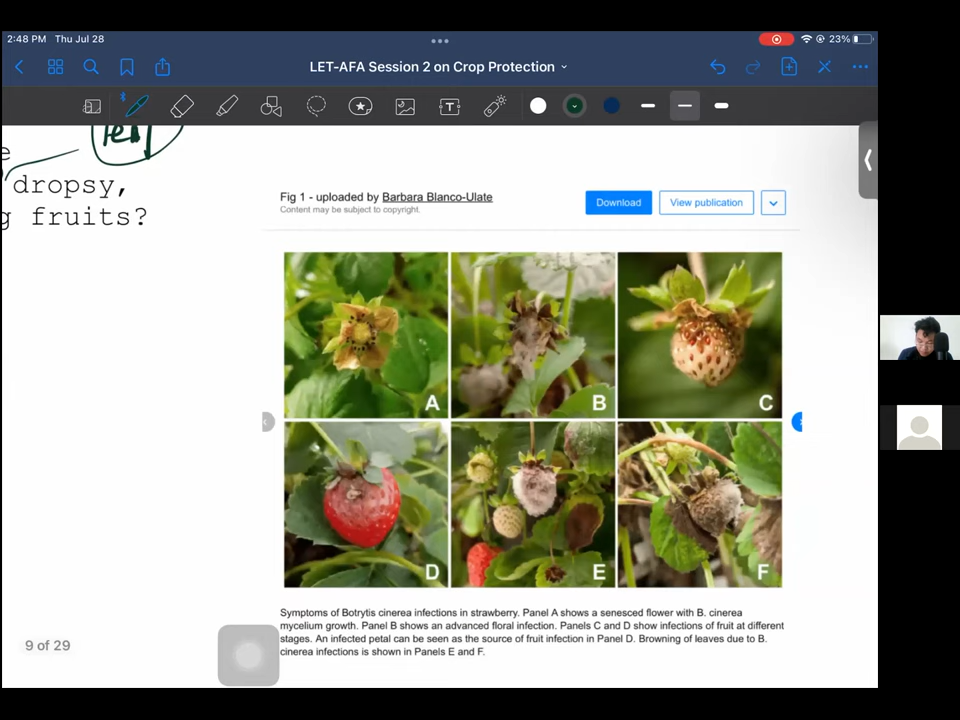 2:48 PM Thu Jul 28
23%
LET-AFA Session 2 on Crop Protection
e
dropsy,
g fruits?
Fig 1 - uploaded by Barbara Blanco-Ulate
Content may be subject to copyright.
Download
View publication
A
B
C
D
E
F
Symptoms of Botrytis cinerea infections in strawberry. Panel A shows a senesced flower with B. cinerea
mycelium growth. Panel B shows an advanced floral infection. Panels C and D show infections of fruit at different
stages. An infected petal can be seen as the source of fruit infection in Panel D. Browning of leaves due to B.
cinerea infections is shown in Panels E and F.
9 of 29